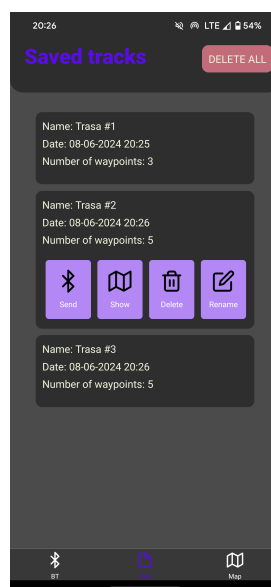 20:26 LTE 54%
Saved tracks
DELETE ALL
Name: Trasa #1
Date: 08-06-2024 20:25
Number of waypoints: 3
Name: Trasa #2
Date: 08-06-2024 20:26
Number of waypoints: 5
Send Show Delete Rename
Name: Trasa #3
Date: 08-06-2024 20:26
Number of waypoints: 5
BT Map